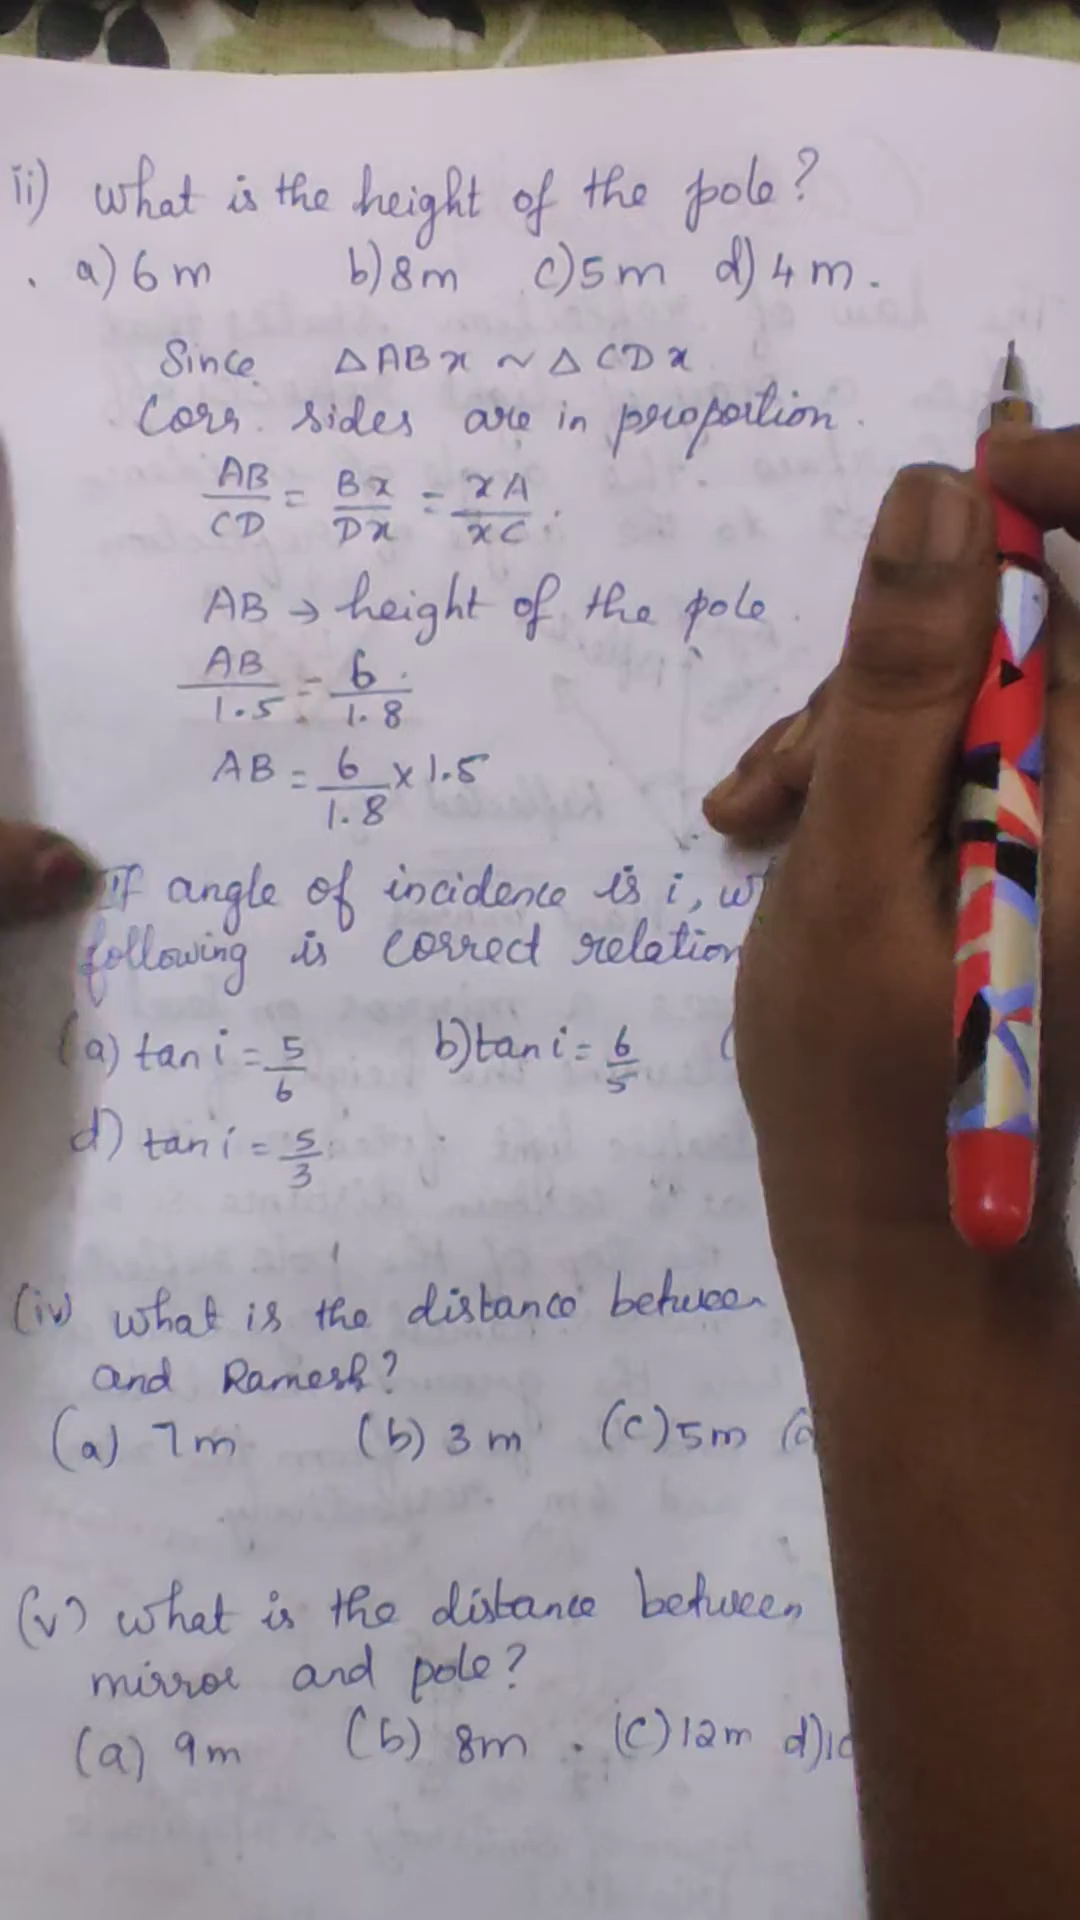 ii) What is the height of the pole?
a) 6 m b) 8m c) 5m d) 4 m.
Since Δ ABx ~ Δ CDx
Corr. sides are in proportion.
AB/CD = Bx/Dx = xA/xC.
AB → height of the pole.
AB/1.5 = 6/1.8
AB = 6/1.8 x 1.5
If angle of incidence is i,
following is correct relation
(a) tan i = 5/6 b) tan i = 6/5 (
d) tan i = 5/3
(iv) what is the distance between
and Ramesh?
(a) 7m (b) 3 m (c) 5m (d
(v) what is the distance between
mirror and pole?
(a) 9m (b) 8m . (c) 12m d)